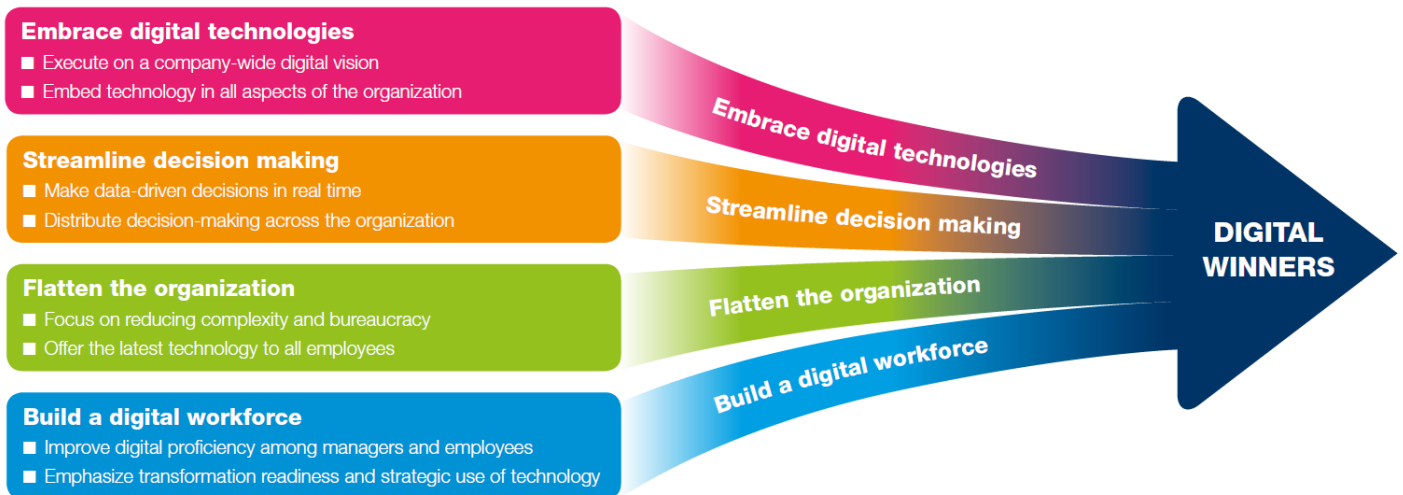 Embrace digital technologies
■ Execute on a company-wide digital vision
■ Embed technology in all aspects of the organization
Streamline decision making
■ Make data-driven decisions in real time
■ Distribute decision-making across the organization
Flatten the organization
■ Focus on reducing complexity and bureaucracy
■ Offer the latest technology to all employees
Build a digital workforce
■ Improve digital proficiency among managers and employees
■ Emphasize transformation readiness and strategic use of technology
Embrace digital technologies
Streamline decision making
Flatten the organization
Build a digital workforce
DIGITAL
WINNERS